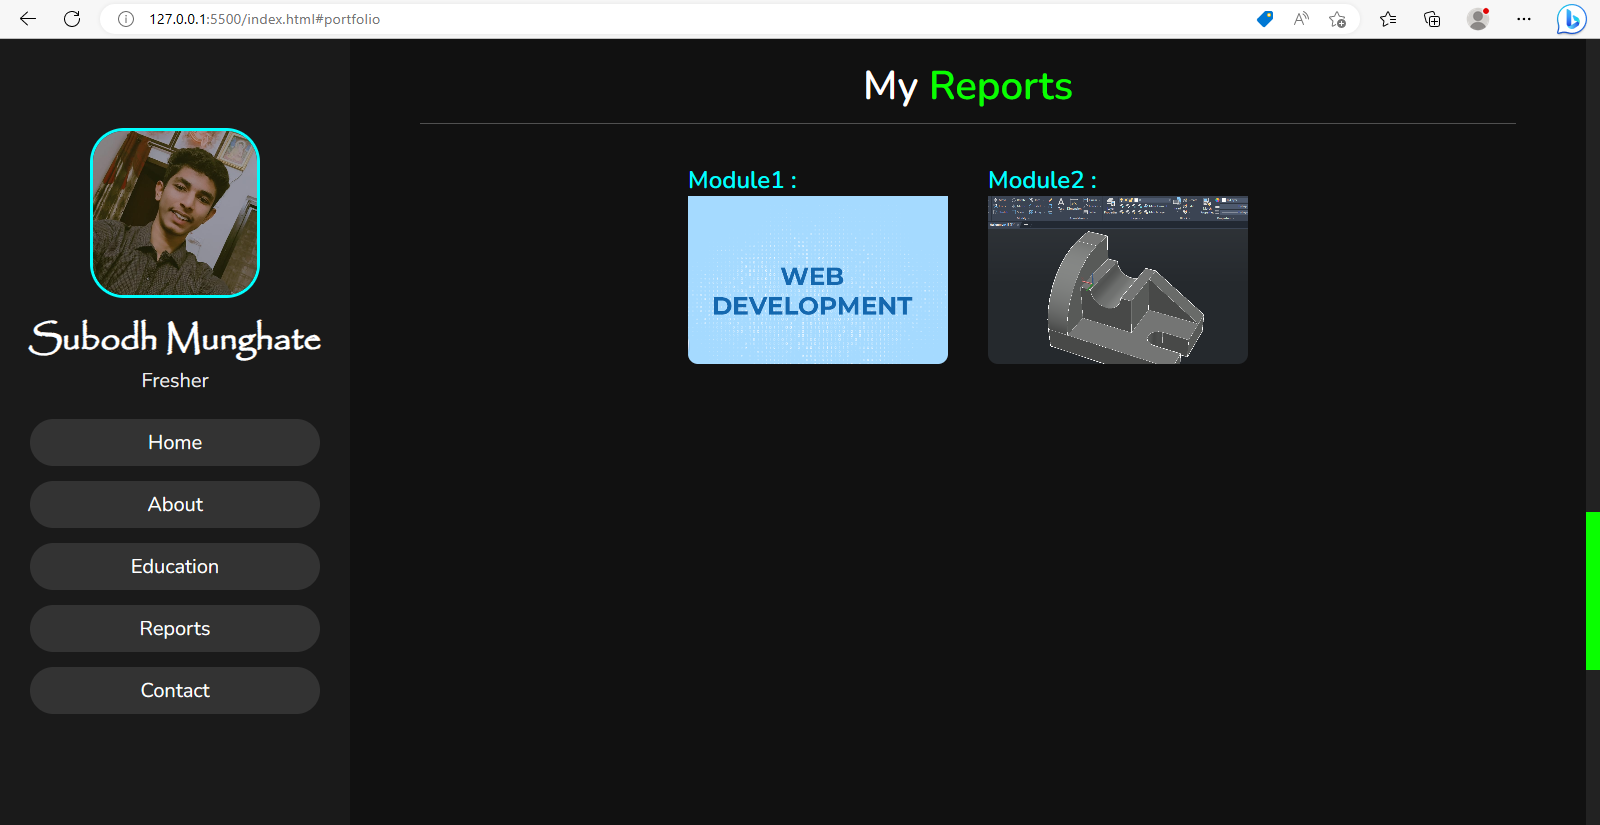 127.0.0.1:5500/index.html#portfolio
My Reports
Subodh Munghate
Fresher
Home
About
Education
Reports
Contact
Module1 :
WEB
DEVELOPMENT
Module2 :